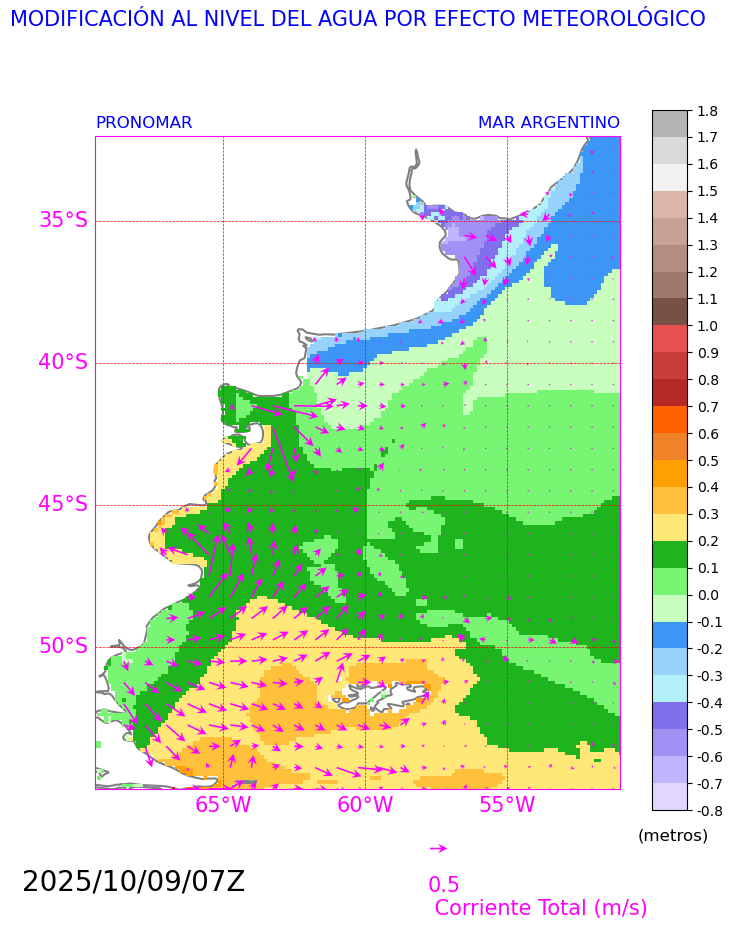 MODIFICACIÓN AL NIVEL DEL AGUA POR EFECTO METEOROLÓGICO
PRONOMAR
MAR ARGENTINO
35°S
40°S
45°S
50°S
65°W
60°W
55°W
1.8
1.7
1.6
1.5
1.4
1.3
1.2
1.1
1.0
0.9
0.8
0.7
0.6
0.5
0.4
0.3
0.2
0.1
0.0
-0.1
-0.2
-0.3
-0.4
-0.5
-0.6
-0.7
-0.8
(metros)
2025/10/09/07Z
0.5
Corriente Total (m/s)